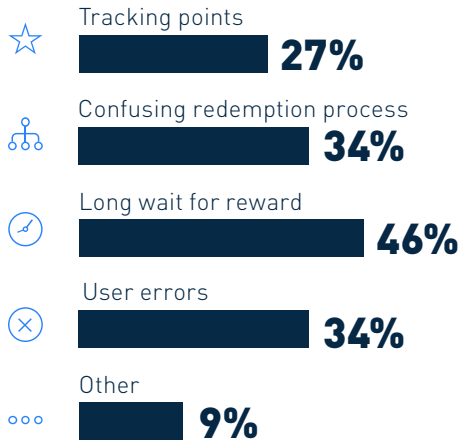 Tracking points
27%
Confusing redemption process
34%
Long wait for reward
46%
User errors
34%
Other
9%